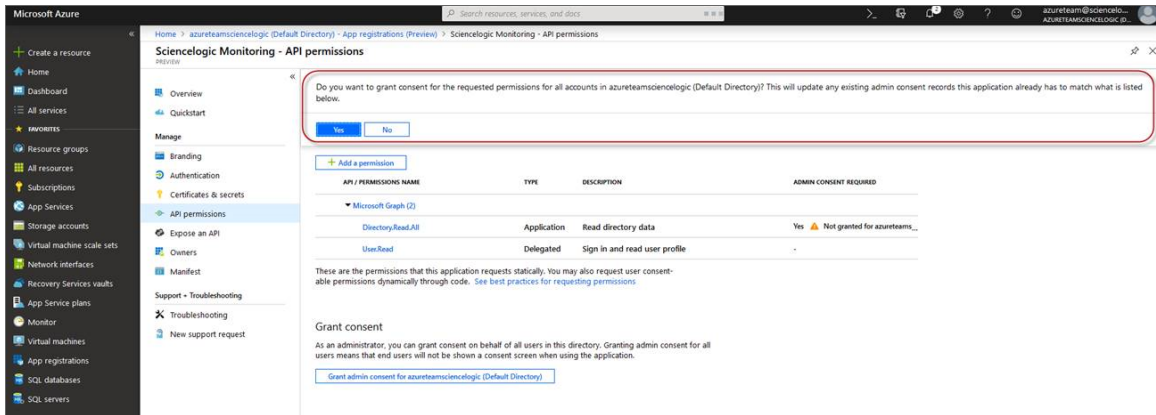 Microsoft Azure
Search resources, services, and docs
2
azureteam@sciencelo...
AZURETEAMSCIENCELOGIC (D...
Home > azureteamsciencelogic (Default Directory) - App registrations (Preview) > Sciencelogic Monitoring - API permissions
Sciencelogic Monitoring - API permissions
PREVIEW
Create a resource
Home
Dashboard
All services
FAVORITES
Resource groups
All resources
Subscriptions
App Services
Storage accounts
Virtual machine scale sets
Network interfaces
Recovery Services vaults
App Service plans
Monitor
Virtual machines
App registrations
SQL databases
SQL servers
Overview
Quickstart
Manage
Branding
Authentication
Certificates & secrets
API permissions
Expose an API
Owners
Manifest
Support + Troubleshooting
Troubleshooting
New support request
Do you want to grant consent for the requested permissions for all accounts in azureteamsciencelogic (Default Directory)? This will update any existing admin consent records this application already has to match what is listed
below.
Yes No
+ Add a permission
API / PERMISSIONS NAME TYPE DESCRIPTION ADMIN CONSENT REQUIRED
Microsoft Graph (2)
Directory.Read.All Application Read directory data Yes Not granted for azureteams...
User.Read Delegated Sign in and read user profile -
These are the permissions that this application requests statically. You may also request user consent-
able permissions dynamically through code. See best practices for requesting permissions
Grant consent
As an administrator, you can grant consent on behalf of all users in this directory. Granting admin consent for all
users means that end users will not be shown a consent screen when using the application.
Grant admin consent for azureteamsciencelogic (Default Directory)